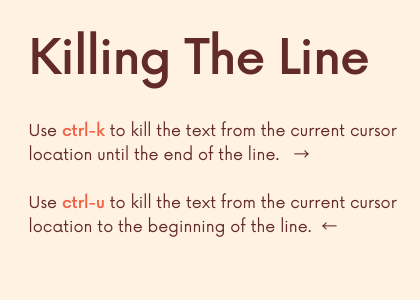 Killing The Line
Use ctrl-k to kill the text from the current cursor
location until the end of the line. →
Use ctrl-u to kill the text from the current cursor
location to the beginning of the line. ←